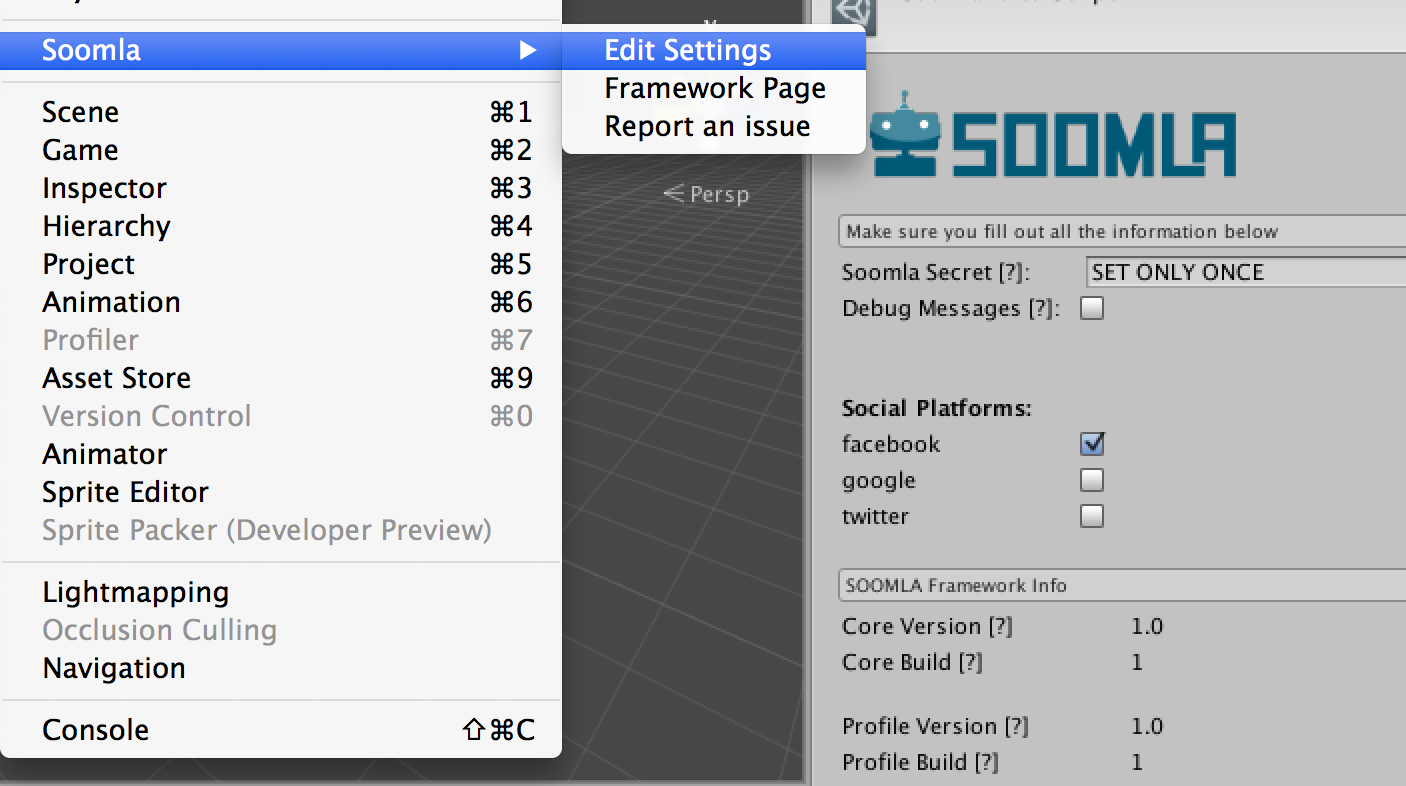 Soomla ▶
Scene ⌘1
Game ⌘2
Inspector ⌘3
Hierarchy ⌘4
Project ⌘5
Animation ⌘6
Profiler ⌘7
Asset Store ⌘9
Version Control ⌘0
Animator
Sprite Editor
Sprite Packer (Developer Preview)
Lightmapping
Occlusion Culling
Navigation
Console ⇧⌘C
Edit Settings
Framework Page
Report an issue
Persp
SOOMLA
Make sure you fill out all the information below
Soomla Secret [?]: SET ONLY ONCE
Debug Messages [?]:
Social Platforms:
facebook
google
twitter
SOOMLA Framework Info
Core Version [?] 1.0
Core Build [?] 1
Profile Version [?] 1.0
Profile Build [?] 1